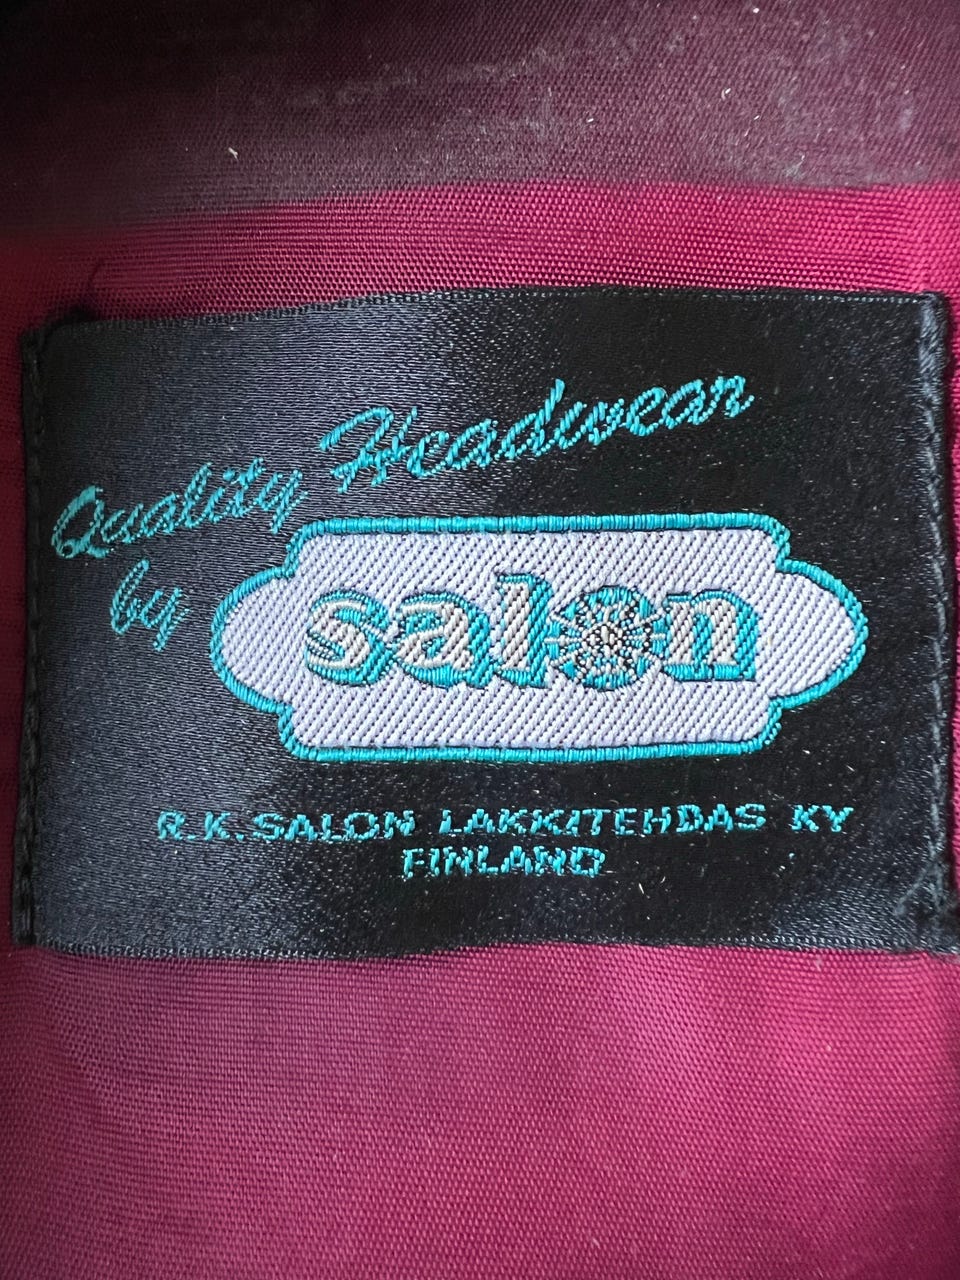 Quality Headwear
by
salon
R.K.SALON LAKKITEHDAS KY
FINLAND